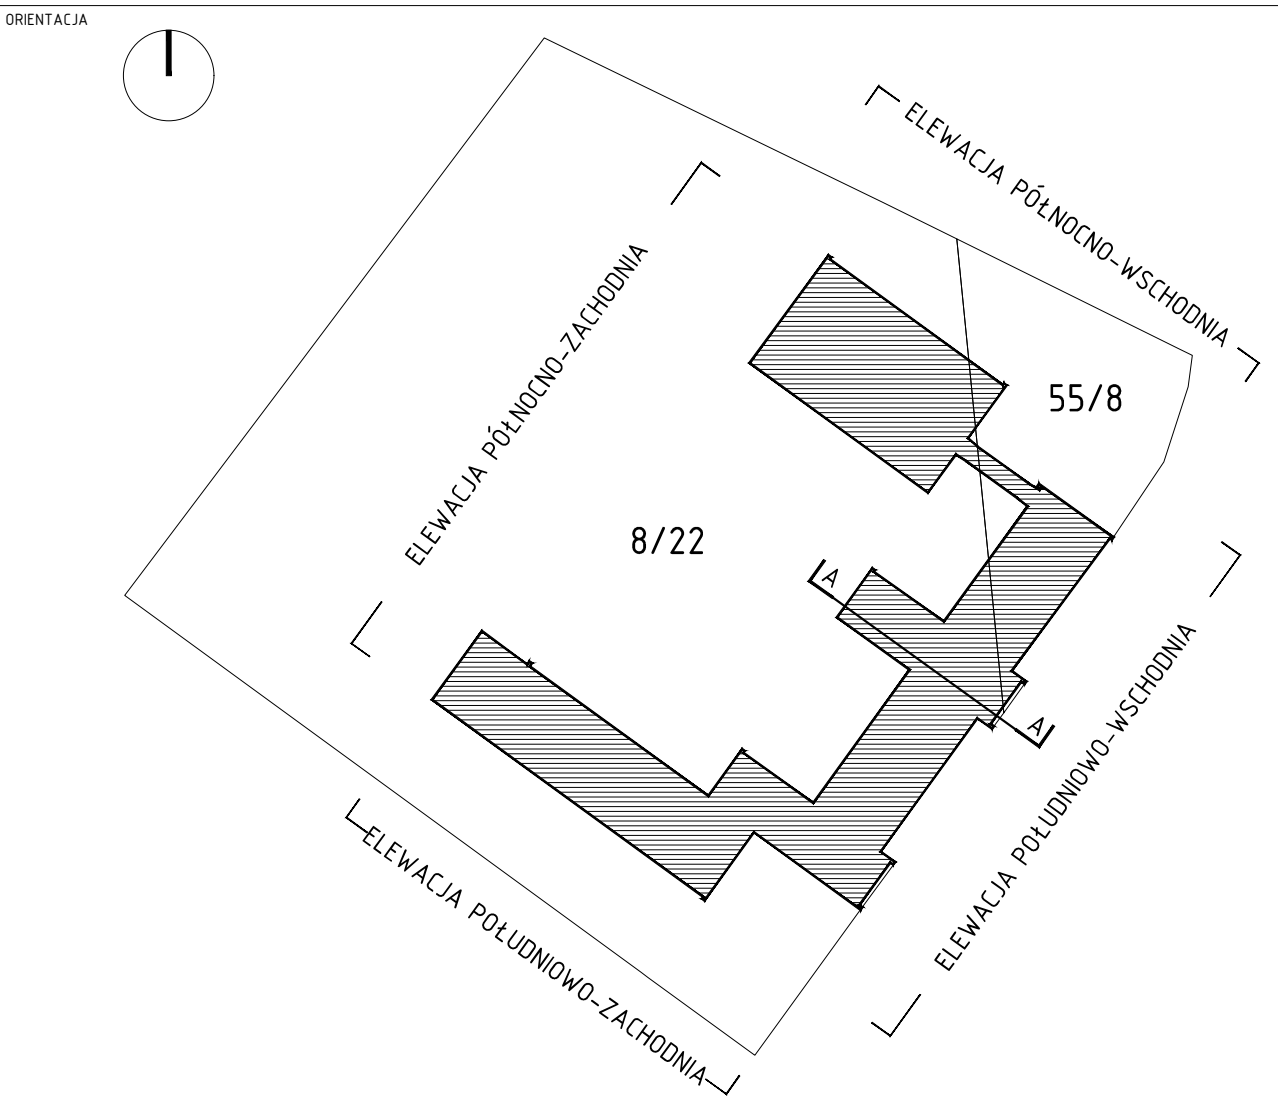 ORIENTACJA
ELEWACJA PÓŁNOCNO-WSCHODNIA
ELEWACJA PÓŁNOCNO-ZACHODNIA
55/8
8/22
A
A
ELEWACJA POŁUDNIOWO-WSCHODNIA
ELEWACJA POŁUDNIOWO-ZACHODNIA